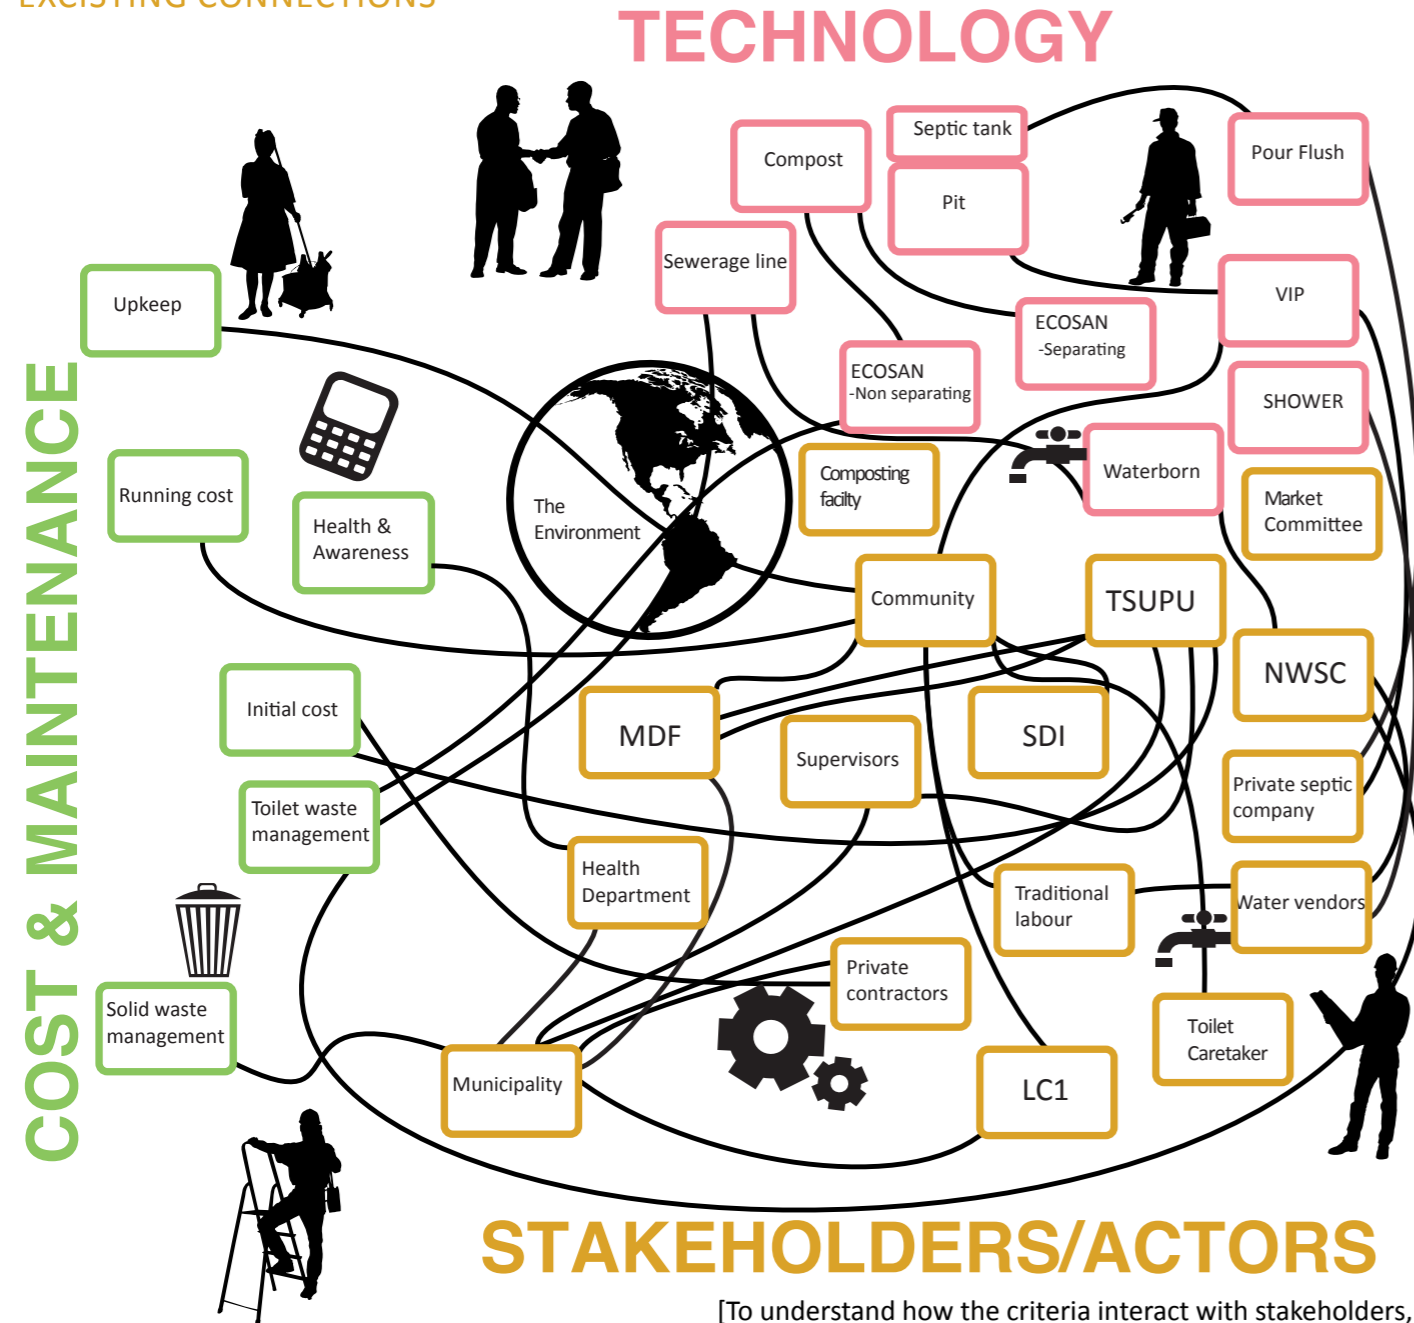 EXCISTING CONNECTIONS
TECHNOLOGY
Septic tank
Pour Flush
Compost
Pit
Sewerage line
VIP
Upkeep
ECOSAN
-Separating
ECOSAN
-Non separating
SHOWER
COST & MAINTENANCE
Running cost
Health &
Awareness
The
Environment
Composting
facilty
Waterborn
Market
Committee
Community
TSUPU
NWSC
Initial cost
MDF
Supervisors
SDI
Private septic
company
Toilet waste
management
Health
Department
Traditional
labour
Water vendors
Solid waste
management
Private
contractors
Toilet
Caretaker
Municipality
LC1
STAKEHOLDERS/ACTORS
[To understand how the criteria interact with stakeholders,